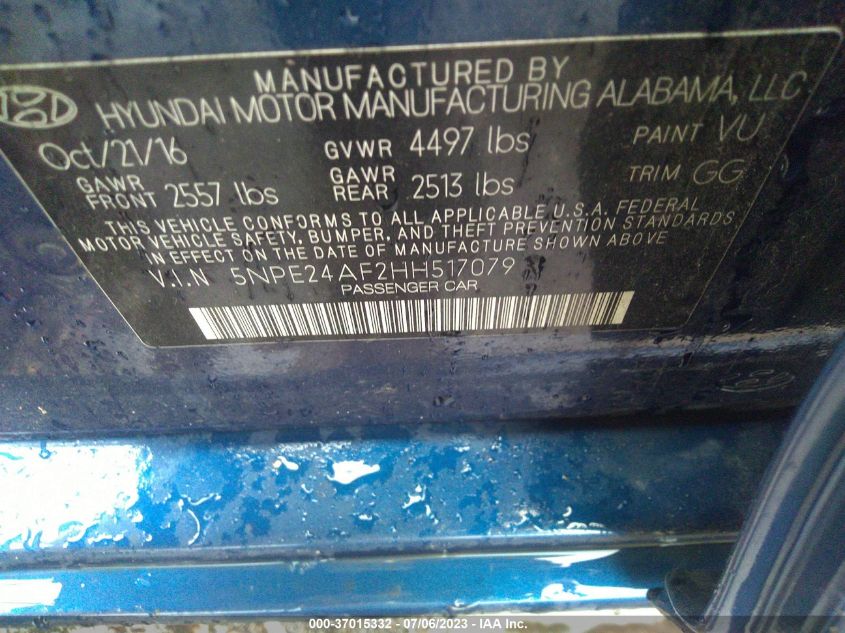 MANUFACTURED BY
HYUNDAI MOTOR MANUFACTURING ALABAMA, LLC
Oct/21/16 GVWR 4497 lbs PAINT VU
GAWR FRONT 2557 lbs GAWR REAR 2513 lbs TRIM GG
THIS VEHICLE CONFORMS TO ALL APPLICABLE U.S.A. FEDERAL
MOTOR VEHICLE SAFETY, BUMPER, AND THEFT PREVENTION STANDARDS
IN EFFECT ON THE DATE OF MANUFACTURE SHOWN ABOVE
V.I.N 5NPE24AF2HH517079
PASSENGER CAR
000-37015332 - 07/06/2023 - IAA Inc.